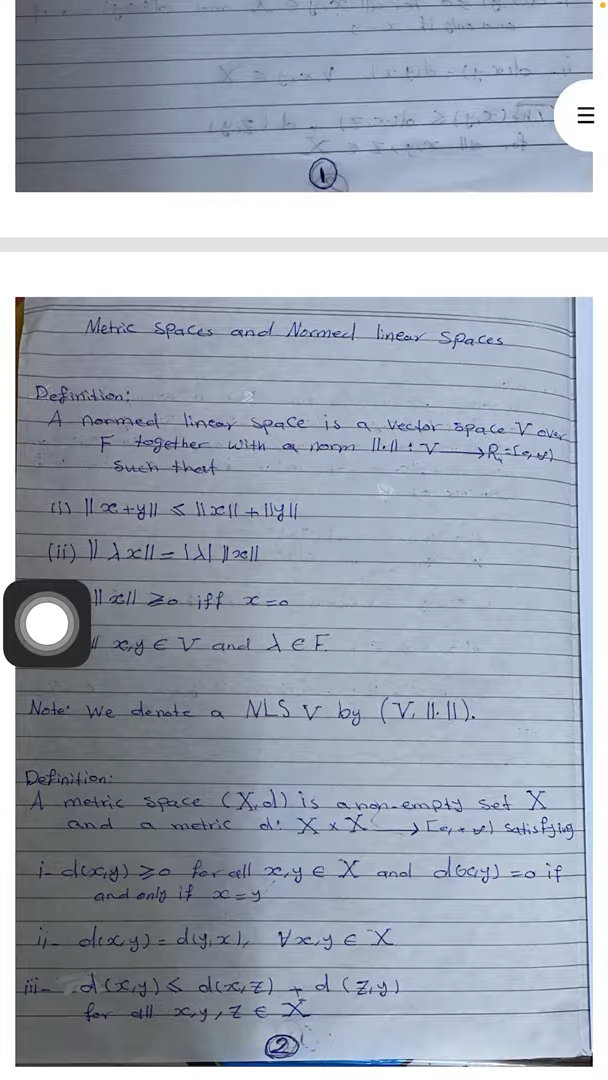 1
Metric spaces and Normed linear Spaces
Definition:
A normed linear space is a vector space V over
F together with a norm ||.|| : V → R₊=[0,∞)
such that
(i) ||x+y|| ≤ ||x|| + ||y||
(ii) ||λx|| = |λ| ||x||
||x|| ≥0 iff x=0
x,y ∈ V and λ ∈ F.
Note: We denote a NLS V by (V, ||.||).
Definition:
A metric space (X,d) is a non-empty set X
and a metric d: X × X → [0,+∞) satisfying
i- d(x,y) ≥0 for all x,y ∈ X and d(x,y) =0 if
and only if x=y
ii- d(x,y) = d(y,x), ∀x,y ∈ X
iii- d(x,y) ≤ d(x,z) + d(z,y)
for all x,y,z ∈ X
2